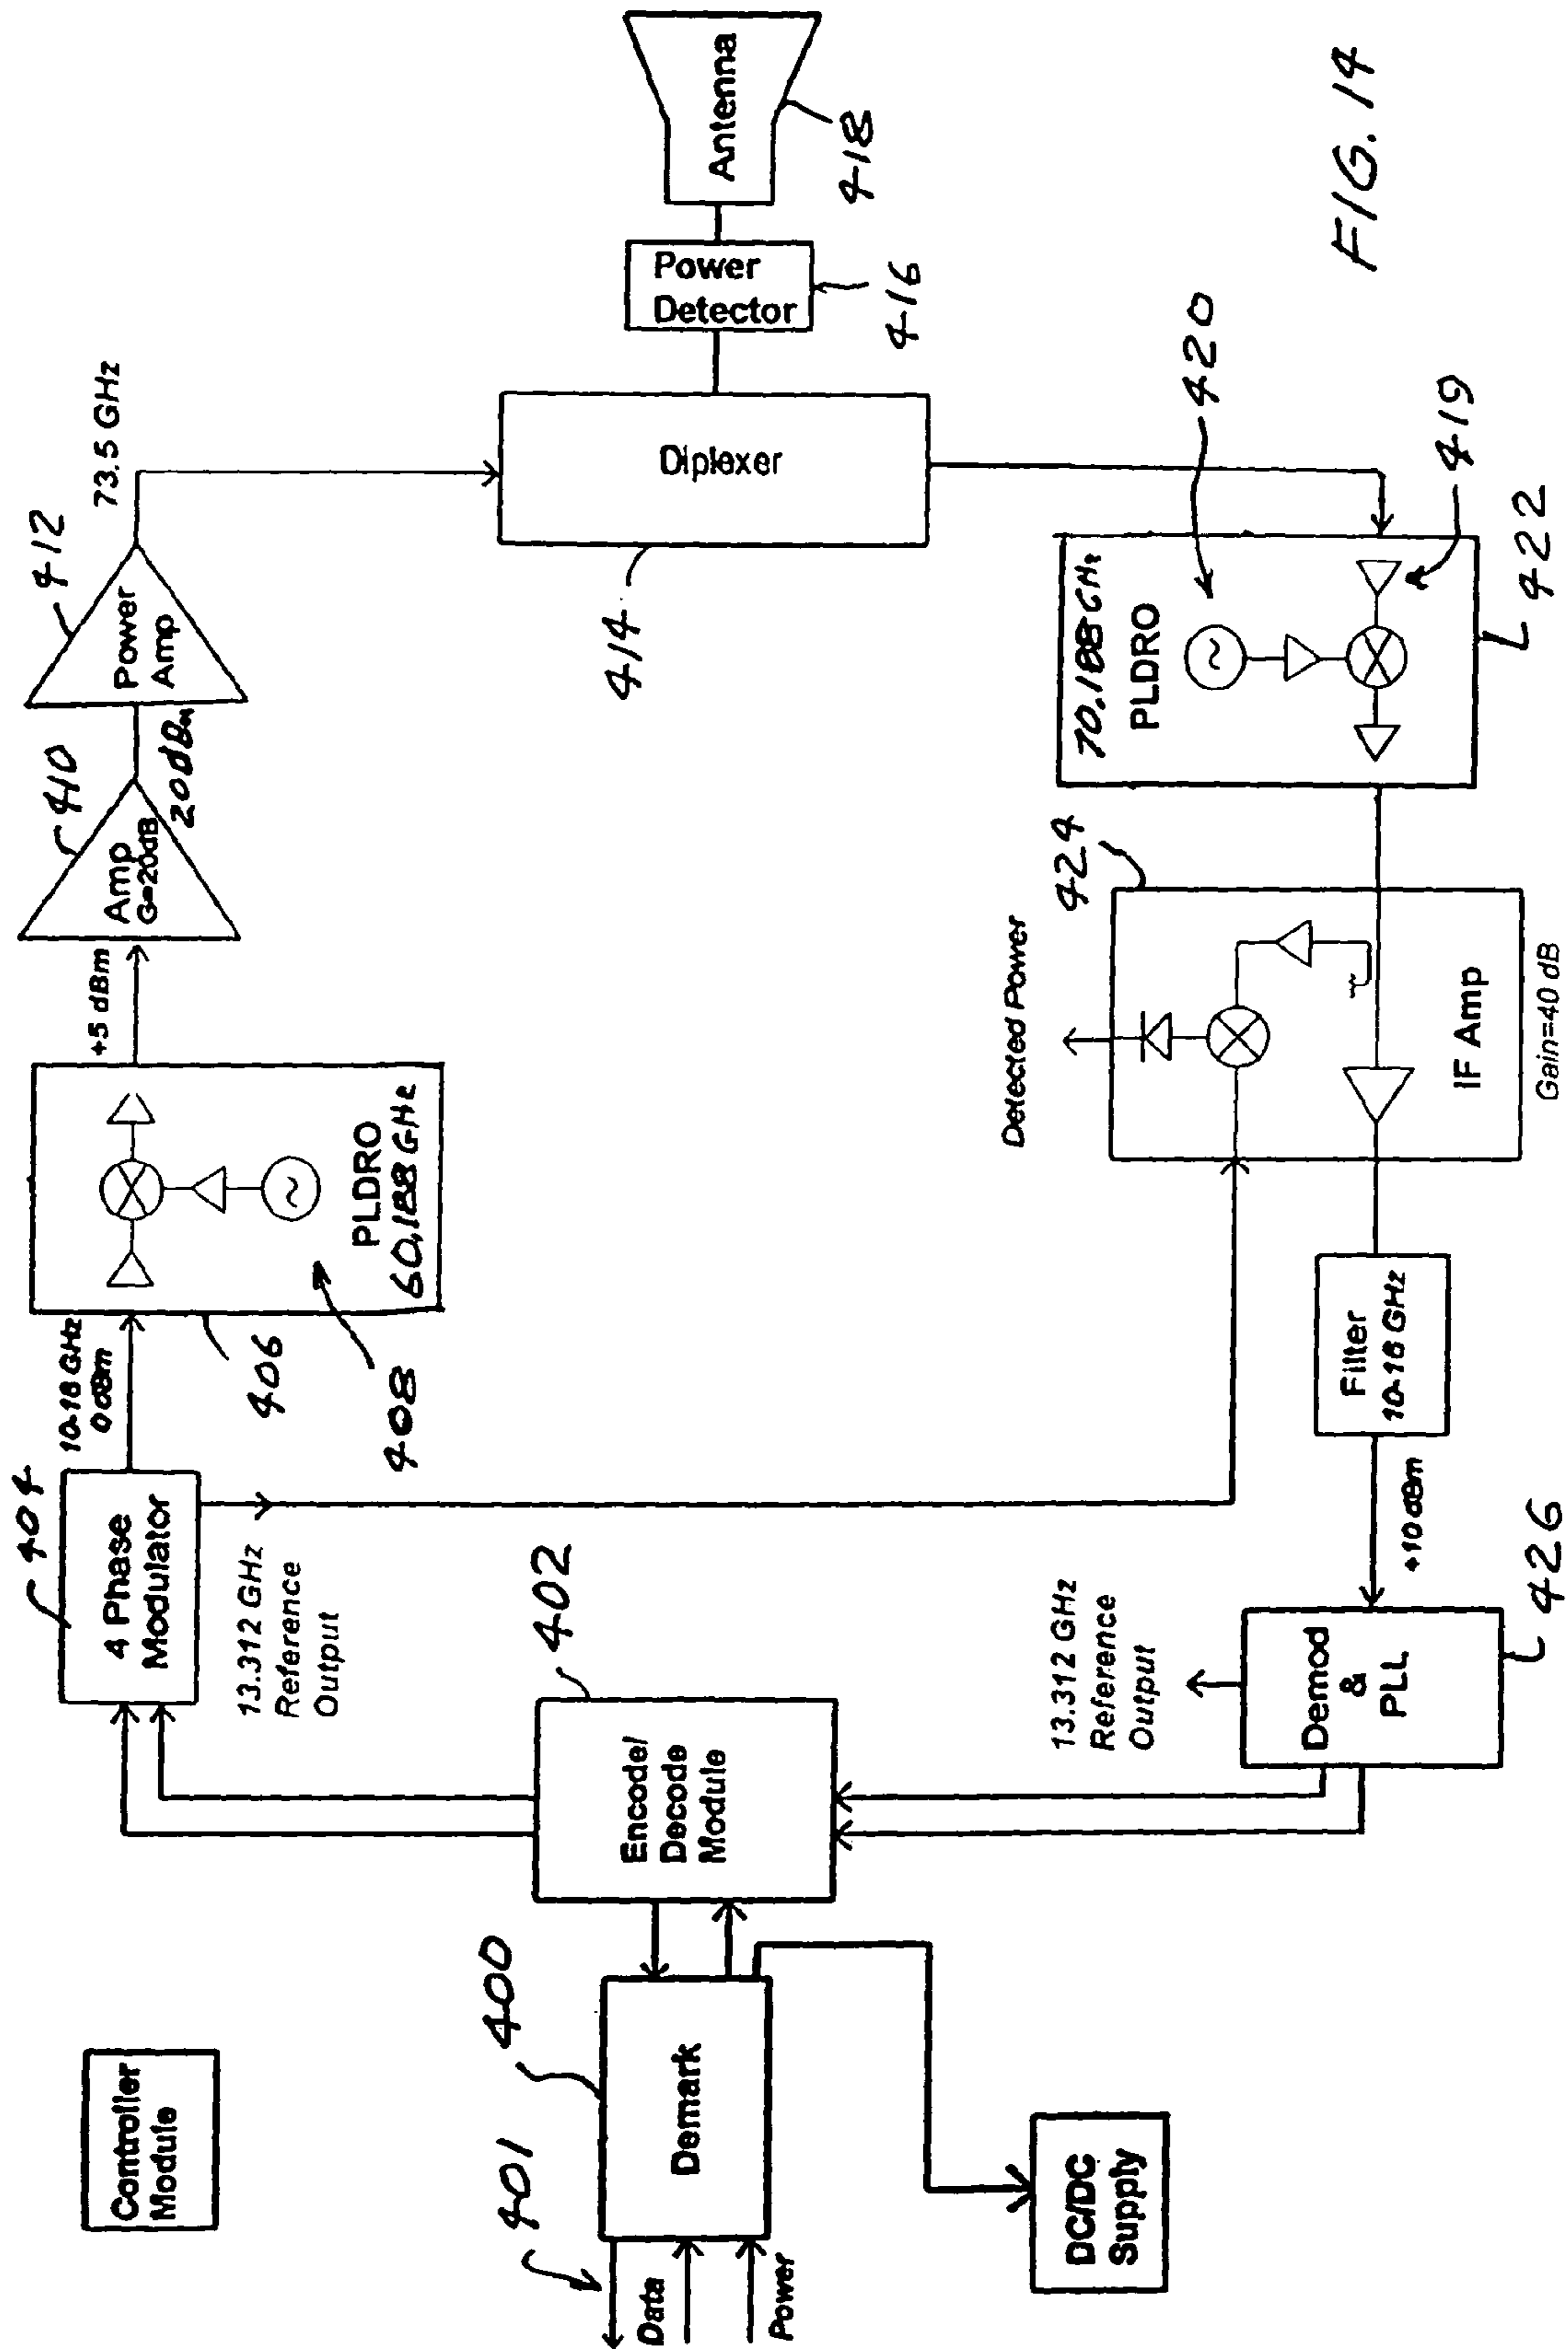 FIG. 14
Controller
Module
401
Data
Power
400
Demark
DC/DC
Supply
402
Encode/
Decode
Module
404
4 Phase
Modulator
13.312 GHz
Reference
Output
10-16 GHz
0dBm
406
408
PLDRO
60.188 GHz
+5 dBm
410
Amp
G=20dB
20dBm
412
Power
Amp
73.5 GHz
414
Diplexer
416
Power
Detector
418
Antenna
420
419
422
70.188 GHz
PLDRO
424
Detected Power
IF Amp
Gain=40 dB
Filter
10-16 GHz
+10dBm
426
Demod
&
PLL
13.312 GHz
Reference
Output